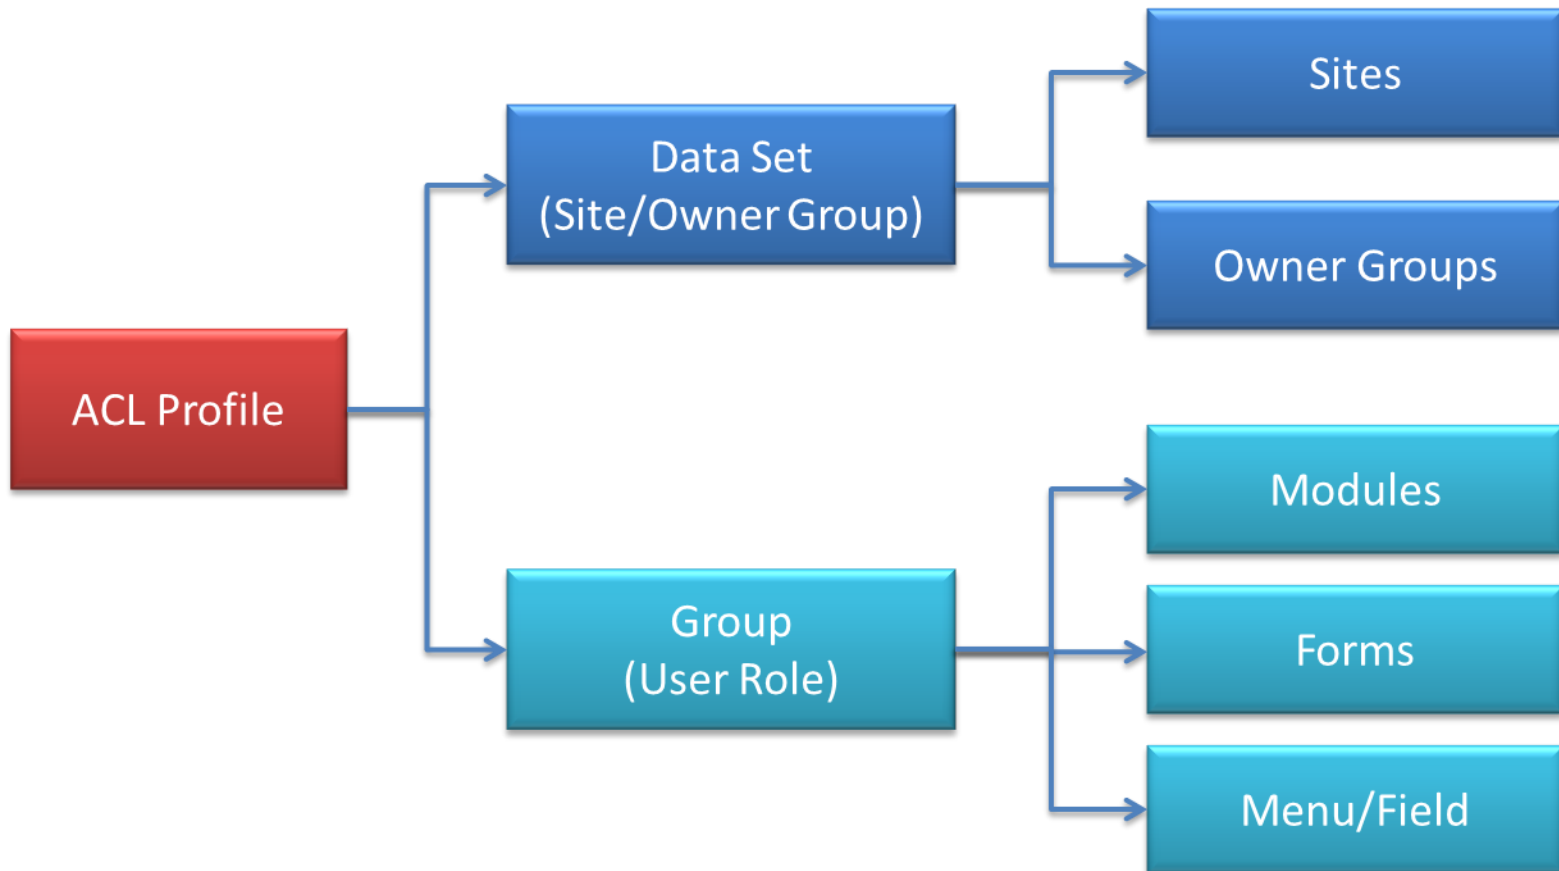 Sites
Data Set
(Site/Owner Group)
Owner Groups
ACL Profile
Modules
Group
(User Role)
Forms
Menu/Field